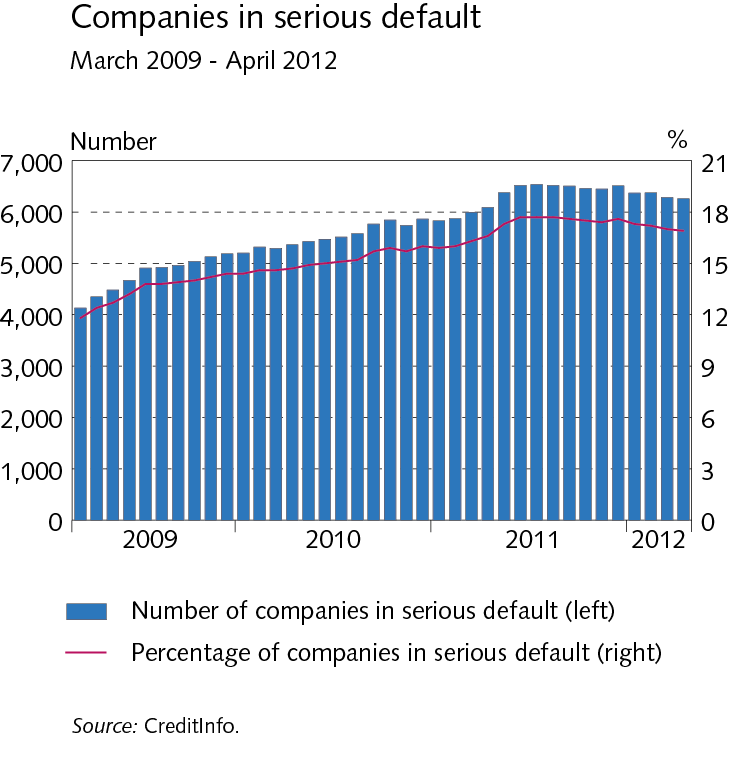 Companies in serious default
March 2009 - April 2012
Number %
7,000 21
6,000 18
5,000 15
4,000 12
3,000 9
2,000 6
1,000 3
0 0
2009 2010 2011 2012
Number of companies in serious default (left)
Percentage of companies in serious default (right)
Source: CreditInfo.